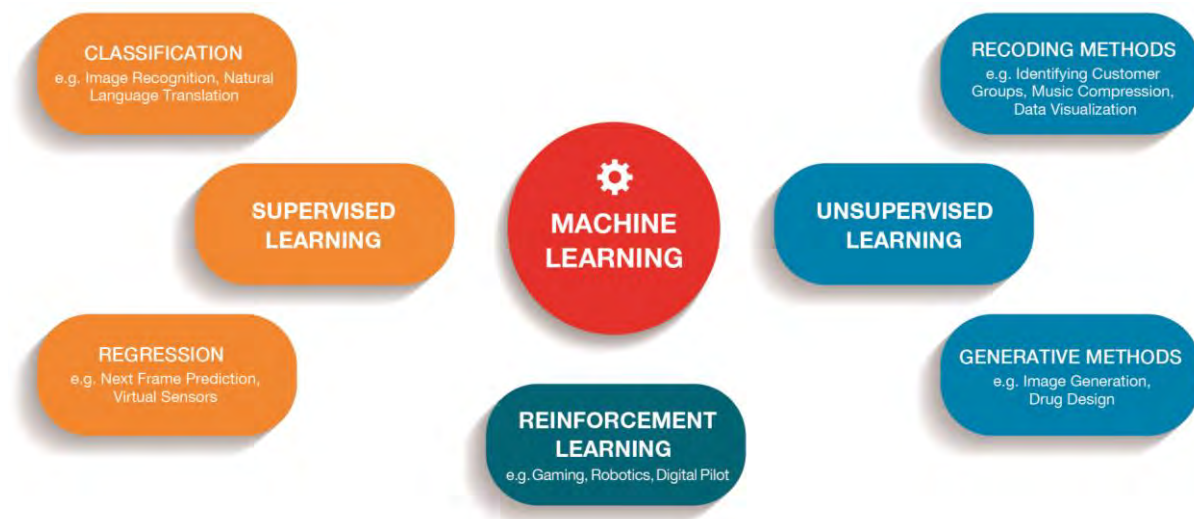 CLASSIFICATION
e.g. Image Recognition, Natural
Language Translation
SUPERVISED
LEARNING
REGRESSION
e.g. Next Frame Prediction,
Virtual Sensors
MACHINE
LEARNING
REINFORCEMENT
LEARNING
e.g. Gaming, Robotics, Digital Pilot
RECODING METHODS
e.g. Identifying Customer
Groups, Music Compression,
Data Visualization
UNSUPERVISED
LEARNING
GENERATIVE METHODS
e.g. Image Generation,
Drug Design